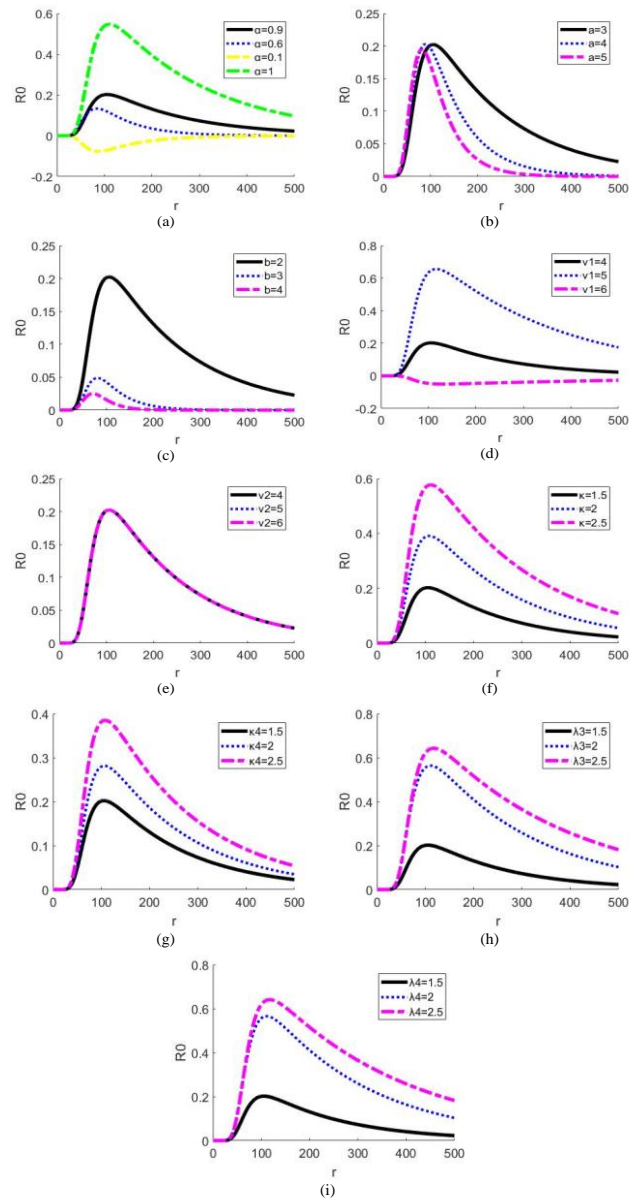 0.6
0.4
0.2
0
-0.2
R0
α=0.9
α=0.6
α=0.1
α=1
0 100 200 300 400 500
r
(a)
0.25
0.2
0.15
0.1
0.05
0
R0
a=3
a=4
a=5
0 100 200 300 400 500
r
(b)
0.25
0.2
0.15
0.1
0.05
0
R0
b=2
b=3
b=4
0 100 200 300 400 500
r
(c)
0.8
0.6
0.4
0.2
0
-0.2
R0
v1=4
v1=5
v1=6
0 100 200 300 400 500
r
(d)
0.25
0.2
0.15
0.1
0.05
0
R0
v2=4
v2=5
v2=6
0 100 200 300 400 500
r
(e)
0.6
0.4
0.2
0
R0
κ=1.5
κ=2
κ=2.5
0 100 200 300 400 500
r
(f)
0.4
0.3
0.2
0.1
0
R0
κ4=1.5
κ4=2
κ4=2.5
0 100 200 300 400 500
r
(g)
0.8
0.6
0.4
0.2
0
R0
λ3=1.5
λ3=2
λ3=2.5
0 100 200 300 400 500
r
(h)
0.8
0.6
0.4
0.2
0
R0
λ4=1.5
λ4=2
λ4=2.5
0 100 200 300 400 500
r
(i)